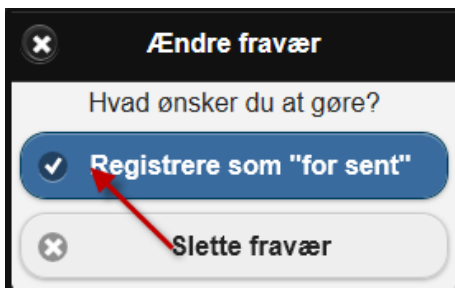 Ændre fravær
Hvad ønsker du at gøre?
Registrere som "for sent"
Slette fravær